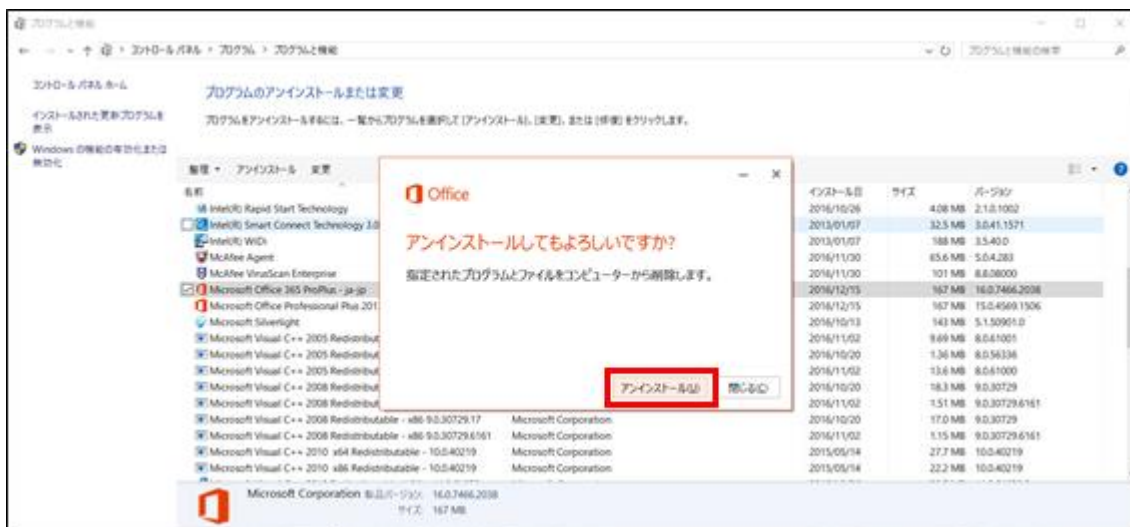 プログラムと機能
コントロール パネル > プログラム > プログラムと機能
プログラムと機能の検索
コントロール パネル ホーム
インストールされた更新プログラムを
表示
Windows の機能の有効化または
無効化
プログラムのアンインストールまたは変更
プログラムをアンインストールするには、一覧からプログラムを選択して [アンインストール]、[変更]、または [修復] をクリックします。
整理 アンインストール 変更
名前 インストール日 サイズ バージョン
Intel(R) Rapid Start Technology 2016/10/26 4.08 MB 2.1.0.1002
Intel(R) Smart Connect Technology 3.0 2013/01/07 32.5 MB 3.0.41.1571
Intel(R) WiDi 2013/01/07 188 MB 3.5.40.0
McAfee Agent 2016/11/30 65.6 MB 5.0.4.283
McAfee VirusScan Enterprise 2016/11/30 101 MB 8.8.08000
Microsoft Office 365 ProPlus - ja-jp 2016/12/15 167 MB 16.0.7466.2038
Microsoft Office Professional Plus 201 2016/12/15 167 MB 15.0.4569.1506
Microsoft Silverlight 2016/10/13 143 MB 5.1.50901.0
Microsoft Visual C++ 2005 Redistribut 2016/11/02 9.69 MB 8.0.61001
Microsoft Visual C++ 2005 Redistribut 2016/10/20 1.36 MB 8.0.56336
Microsoft Visual C++ 2005 Redistribut 2016/11/02 13.6 MB 8.0.61000
Microsoft Visual C++ 2008 Redistribut 2016/10/20 18.3 MB 9.0.30729
Microsoft Visual C++ 2008 Redistribut 2016/11/02 1.51 MB 9.0.30729.6161
Microsoft Visual C++ 2008 Redistributable - x86 9.0.30729.17 Microsoft Corporation 2016/10/20 17.0 MB 9.0.30729
Microsoft Visual C++ 2008 Redistributable - x86 9.0.30729.6161 Microsoft Corporation 2016/11/02 1.15 MB 9.0.30729.6161
Microsoft Visual C++ 2010 x64 Redistributable - 10.0.40219 Microsoft Corporation 2015/05/14 27.7 MB 10.0.40219
Microsoft Visual C++ 2010 x86 Redistributable - 10.0.40219 Microsoft Corporation 2015/05/14 22.2 MB 10.0.40219
Office
アンインストールしてもよろしいですか?
指定されたプログラムとファイルをコンピューターから削除します。
アンインストール(U) 閉じる(C)
Microsoft Corporation 製品バージョン: 16.0.7466.2038
サイズ: 167 MB